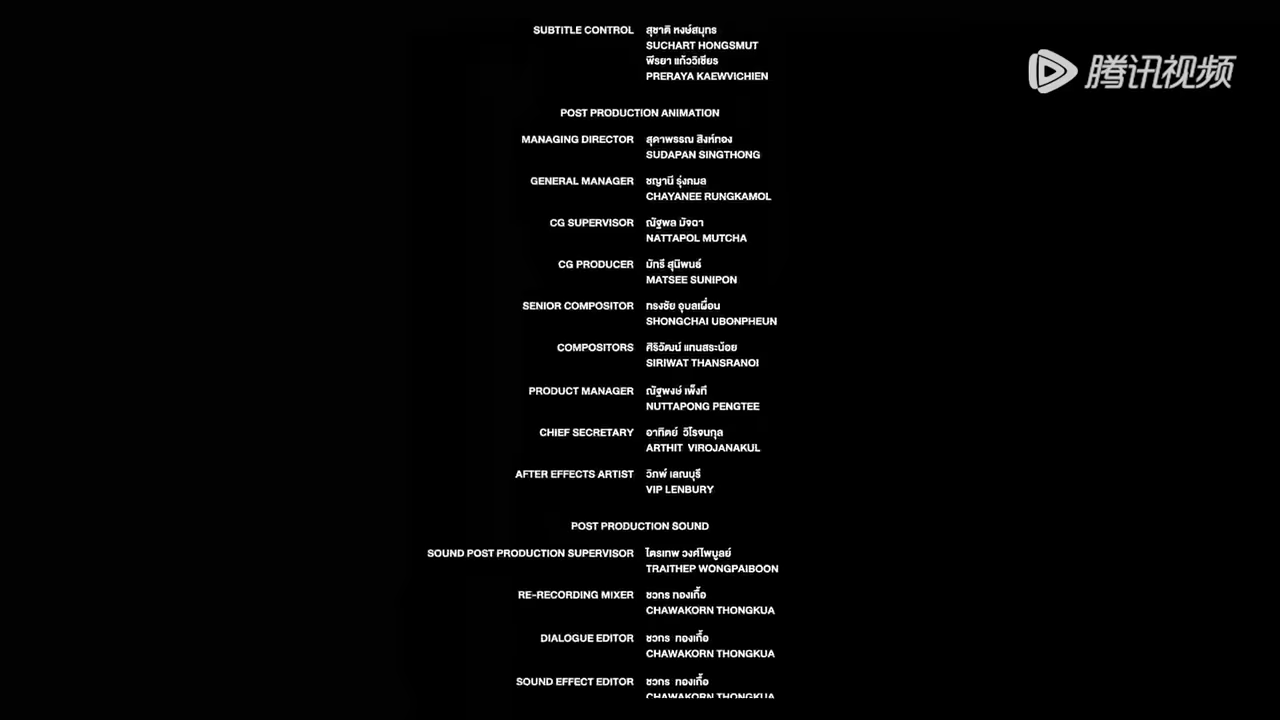 SUBTITLE CONTROL สุชาติ หงษ์สมุทร
SUCHART HONGSMUT
พีรยา แก้ววิเชียร
PRERAYA KAEWVICHIEN
腾讯视频
POST PRODUCTION ANIMATION
MANAGING DIRECTOR สุดาพรรณ สิงห์ทอง
SUDAPAN SINGTHONG
GENERAL MANAGER ชญานี รุ่งกมล
CHAYANEE RUNGKAMOL
CG SUPERVISOR ณัฐพล มัจฉา
NATTAPOL MUTCHA
CG PRODUCER มัทรี สุนิพนธ์
MATSEE SUNIPON
SENIOR COMPOSITOR ทรงชัย อุบลเผื่อน
SHONGCHAI UBONPHEUN
COMPOSITORS ศิริวัฒน์ แทนสระน้อย
SIRIWAT THANSRANOI
PRODUCT MANAGER ณัฐพงษ์ เพ็งที
NUTTAPONG PENGTEE
CHIEF SECRETARY อาทิตย์ วิโรจนกุล
ARTHIT VIROJANAKUL
AFTER EFFECTS ARTIST วิภพ์ เลณบุรี
VIP LENBURY
POST PRODUCTION SOUND
SOUND POST PRODUCTION SUPERVISOR ไตรเทพ วงศ์ไพบูลย์
TRAITHEP WONGPAIBOON
RE-RECORDING MIXER ชวกร ทองเกื้อ
CHAWAKORN THONGKUA
DIALOGUE EDITOR ชวกร ทองเกื้อ
CHAWAKORN THONGKUA
SOUND EFFECT EDITOR ชวกร ทองเกื้อ
CHAWAKORN THONGKUA